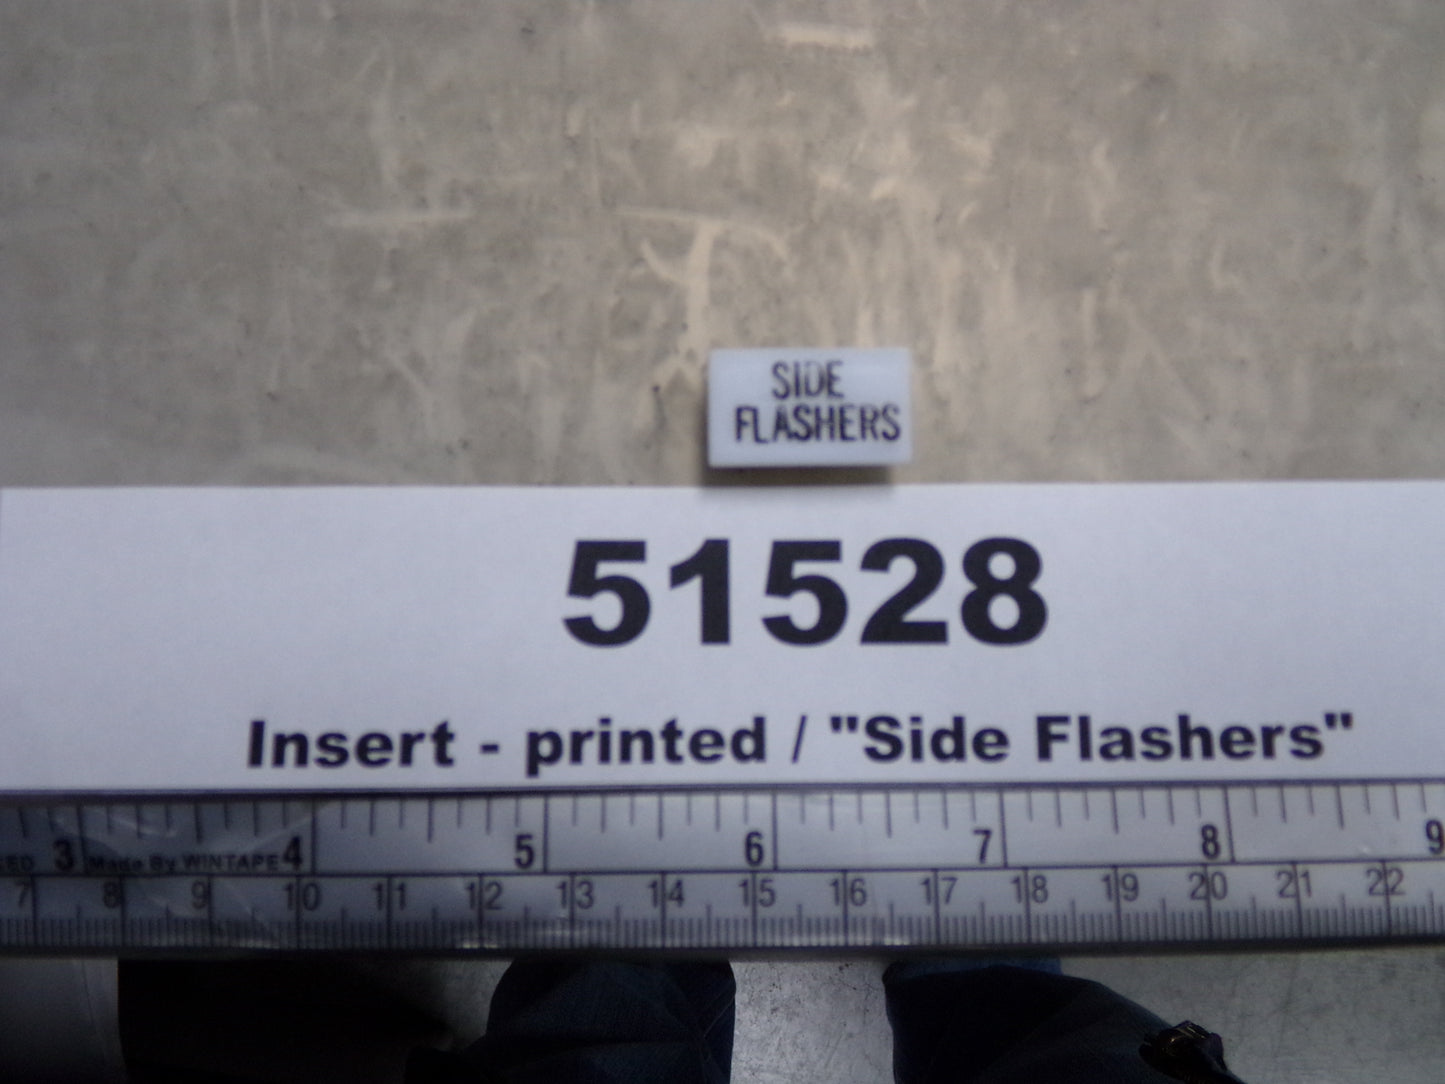 SIDE
FLASHERS
51528
Insert - printed / "Side Flashers"
3 Made By WINTAPE 4 5 6 7 8 9
7 8 9 10 11 12 13 14 15 16 17 18 19 20 21 22